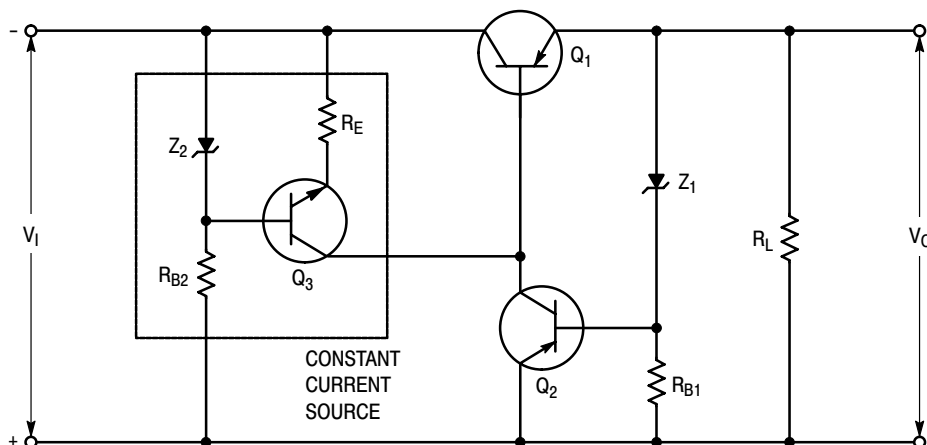 –
Q1
RE
Z2
Z1
VI
RL
VO
RB2
Q3
CONSTANT
CURRENT
SOURCE
Q2
RB1
+